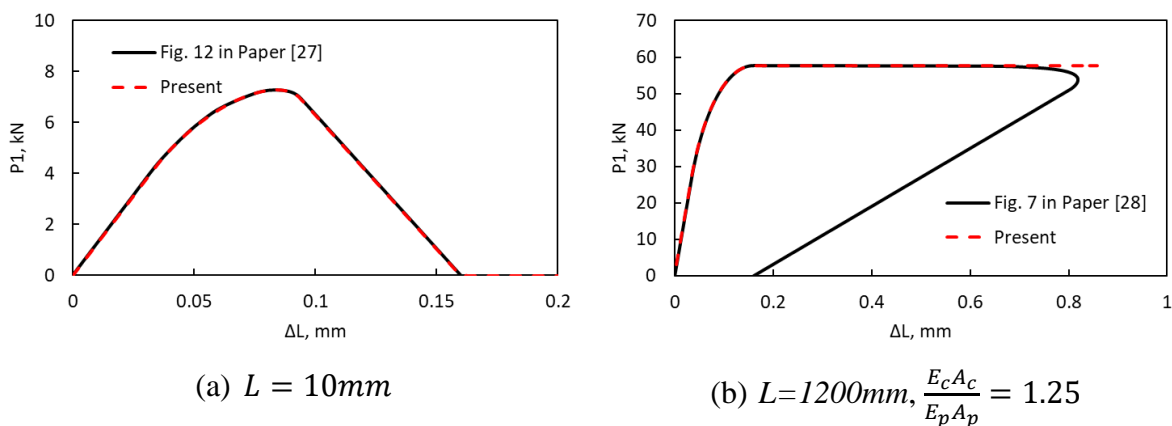 10
8
6
4
2
0
P1, kN
Fig. 12 in Paper [27]
Present
0 0.05 0.1 0.15 0.2
ΔL, mm
(a) L = 10mm
70
60
50
40
30
20
10
0
P1, kN
Fig. 7 in Paper [28]
Present
0 0.2 0.4 0.6 0.8 1
ΔL, mm
(b) L=1200mm, E_cA_c/E_pA_p = 1.25